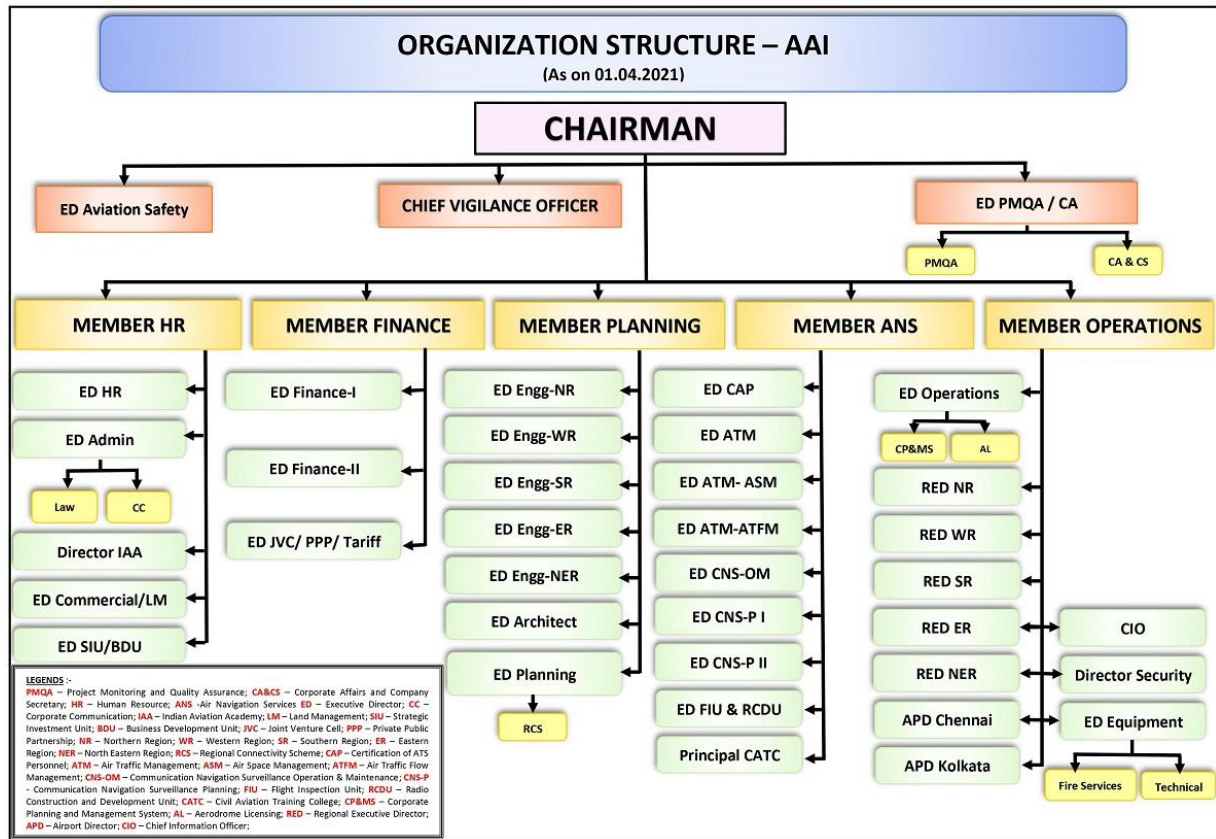 ORGANIZATION STRUCTURE – AAI
(As on 01.04.2021)
CHAIRMAN
ED Aviation Safety
CHIEF VIGILANCE OFFICER
ED PMQA / CA
PMQA
CA & CS
MEMBER HR
MEMBER FINANCE
MEMBER PLANNING
MEMBER ANS
MEMBER OPERATIONS
ED HR
ED Admin
Law
CC
Director IAA
ED Commercial/LM
ED SIU/BDU
ED Finance-I
ED Finance-II
ED JVC/ PPP/ Tariff
ED Engg-NR
ED Engg-WR
ED Engg-SR
ED Engg-ER
ED Engg-NER
ED Architect
ED Planning
RCS
ED CAP
ED ATM
ED ATM- ASM
ED ATM-ATFM
ED CNS-OM
ED CNS-P I
ED CNS-P II
ED FIU & RCDU
Principal CATC
ED Operations
CP&MS
AL
RED NR
RED WR
RED SR
RED ER
RED NER
APD Chennai
APD Kolkata
CIO
Director Security
ED Equipment
Fire Services
Technical
LEGENDS :-
PMQA – Project Monitoring and Quality Assurance; CA&CS – Corporate Affairs and Company
Secretary; HR – Human Resource; ANS -Air Navigation Services ED – Executive Director; CC –
Corporate Communication; IAA – Indian Aviation Academy; LM – Land Management; SIU – Strategic
Investment Unit; BDU – Business Development Unit; JVC – Joint Venture Cell; PPP – Private Public
Partnership; NR – Northern Region; WR – Western Region; SR – Southern Region; ER – Eastern
Region; NER – North Eastern Region; RCS – Regional Connectivity Scheme; CAP – Certification of ATS
Personnel; ATM – Air Traffic Management; ASM – Air Space Management; ATFM – Air Traffic Flow
Management; CNS-OM – Communication Navigation Surveillance Operation & Maintenance; CNS-P
- Communication Navigation Surveillance Planning; FIU – Flight Inspection Unit; RCDU – Radio
Construction and Development Unit; CATC – Civil Aviation Training College; CP&MS – Corporate
Planning and Management System; AL – Aerodrome Licensing; RED – Regional Executive Director;
APD – Airport Director; CIO – Chief Information Officer;